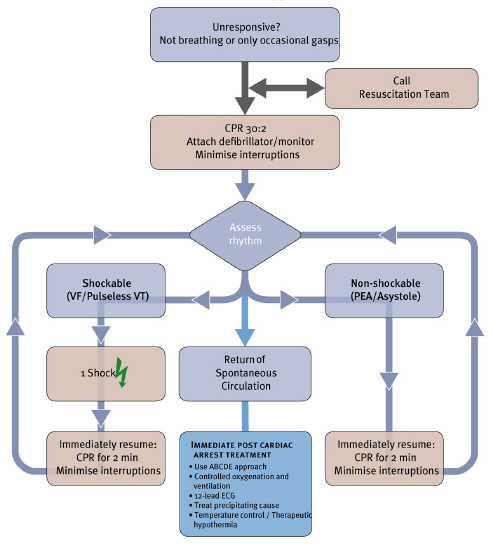 Unresponsive?
Not breathing or only occasional gasps
Call
Resuscitation Team
CPR 30:2
Attach defibrillator/monitor
Minimise interruptions
Assess
rhythm
Shockable
(VF/Pulseless VT)
Non-shockable
(PEA/Asystole)
1 Shock
Return of
Spontaneous
Circulation
Immediately resume:
CPR for 2 min
Minimise interruptions
IMMEDIATE POST CARDIAC
ARREST TREATMENT
• Use ABCDE approach
• Controlled oxygenation and
ventilation
• 12-lead ECG
• Treat precipitating cause
• Temperature control / Therapeutic
hypothermia
Immediately resume:
CPR for 2 min
Minimise interruptions